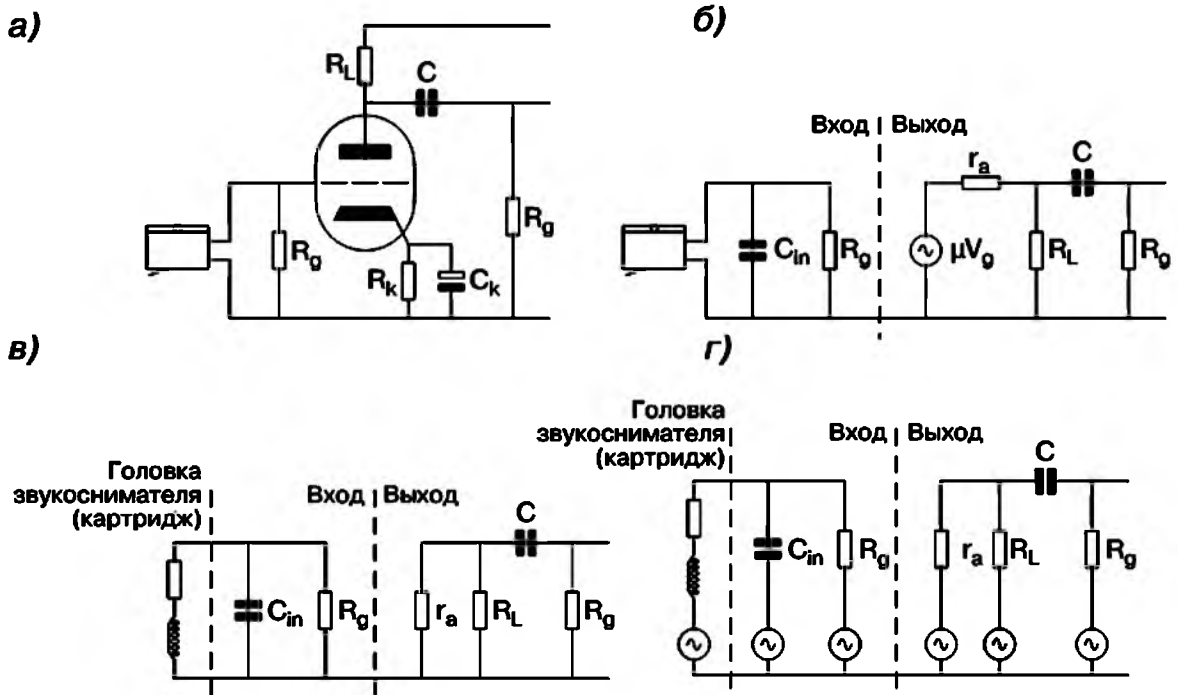 а)
R_L
C
R_g
R_k
C_k
R_g
б)
Вход
Выход
r_a
C
C_in
R_g
μV_g
R_L
R_g
в)
Головка
звукоснимателя
(картридж)
Вход
Выход
C
C_in
R_g
r_a
R_L
R_g
г)
Головка
звукоснимателя
(картридж)
Вход
Выход
C
C_in
R_g
r_a
R_L
R_g